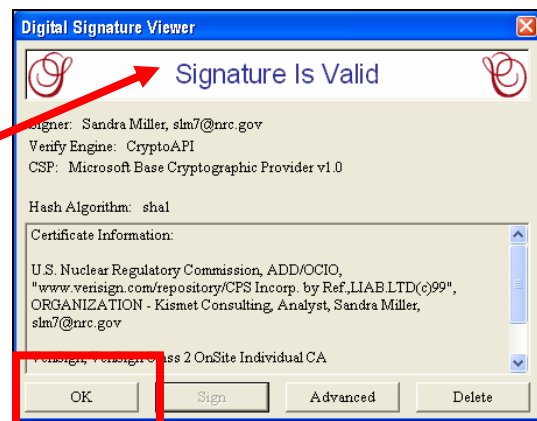 Digital Signature Viewer
Signature Is Valid
Signer: Sandra Miller, slm7@nrc.gov
Verify Engine: CryptoAPI
CSP: Microsoft Base Cryptographic Provider v1.0
Hash Algorithm: sha1
Certificate Information:
U.S. Nuclear Regulatory Commission, ADD/OCIO,
"www.verisign.com/repository/CPS Incorp. by Ref.,LIAB.LTD(c)99",
ORGANIZATION - Kismet Consulting, Analyst, Sandra Miller,
slm7@nrc.gov
VeriSign, VeriSign Class 2 OnSite Individual CA
OK
Sign
Advanced
Delete